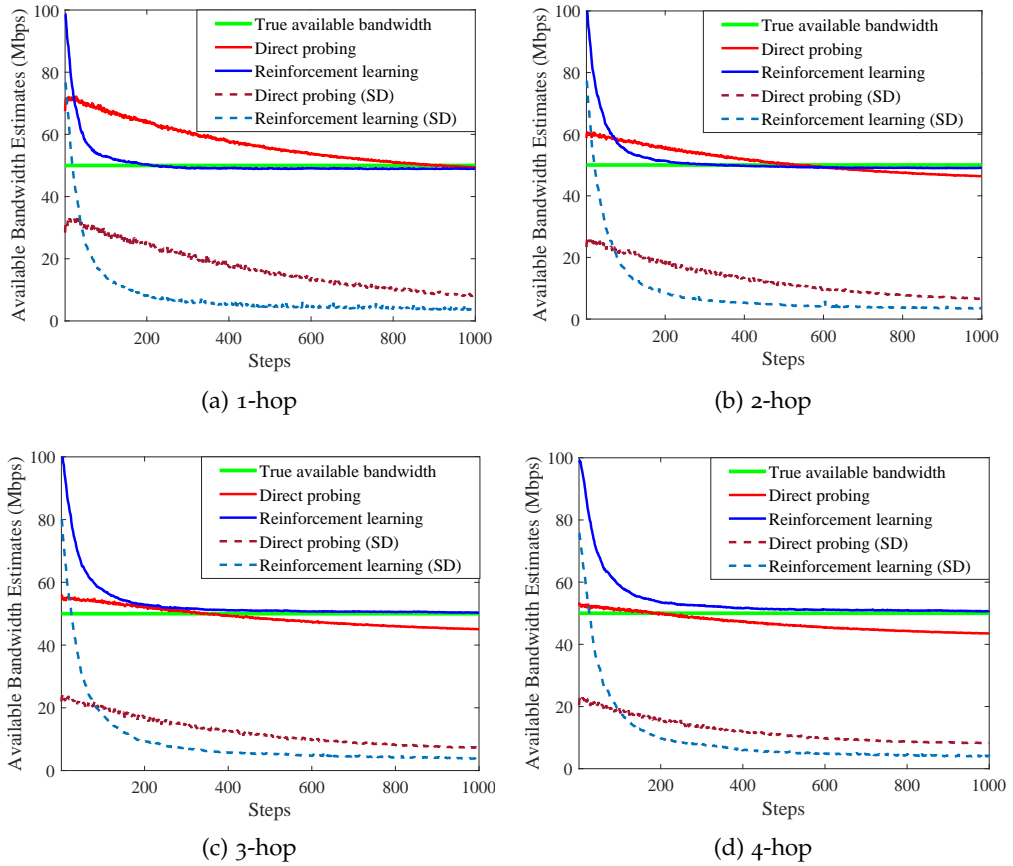 100
80
60
40
20
0
Available Bandwidth Estimates (Mbps)
True available bandwidth
Direct probing
Reinforcement learning
Direct probing (SD)
Reinforcement learning (SD)
200
400
600
800
1000
Steps
(a) 1-hop
100
80
60
40
20
0
Available Bandwidth Estimates (Mbps)
True available bandwidth
Direct probing
Reinforcement learning
Direct probing (SD)
Reinforcement learning (SD)
200
400
600
800
1000
Steps
(b) 2-hop
100
80
60
40
20
0
Available Bandwidth Estimates (Mbps)
True available bandwidth
Direct probing
Reinforcement learning
Direct probing (SD)
Reinforcement learning (SD)
200
400
600
800
1000
Steps
(c) 3-hop
100
80
60
40
20
0
Available Bandwidth Estimates (Mbps)
True available bandwidth
Direct probing
Reinforcement learning
Direct probing (SD)
Reinforcement learning (SD)
200
400
600
800
1000
Steps
(d) 4-hop